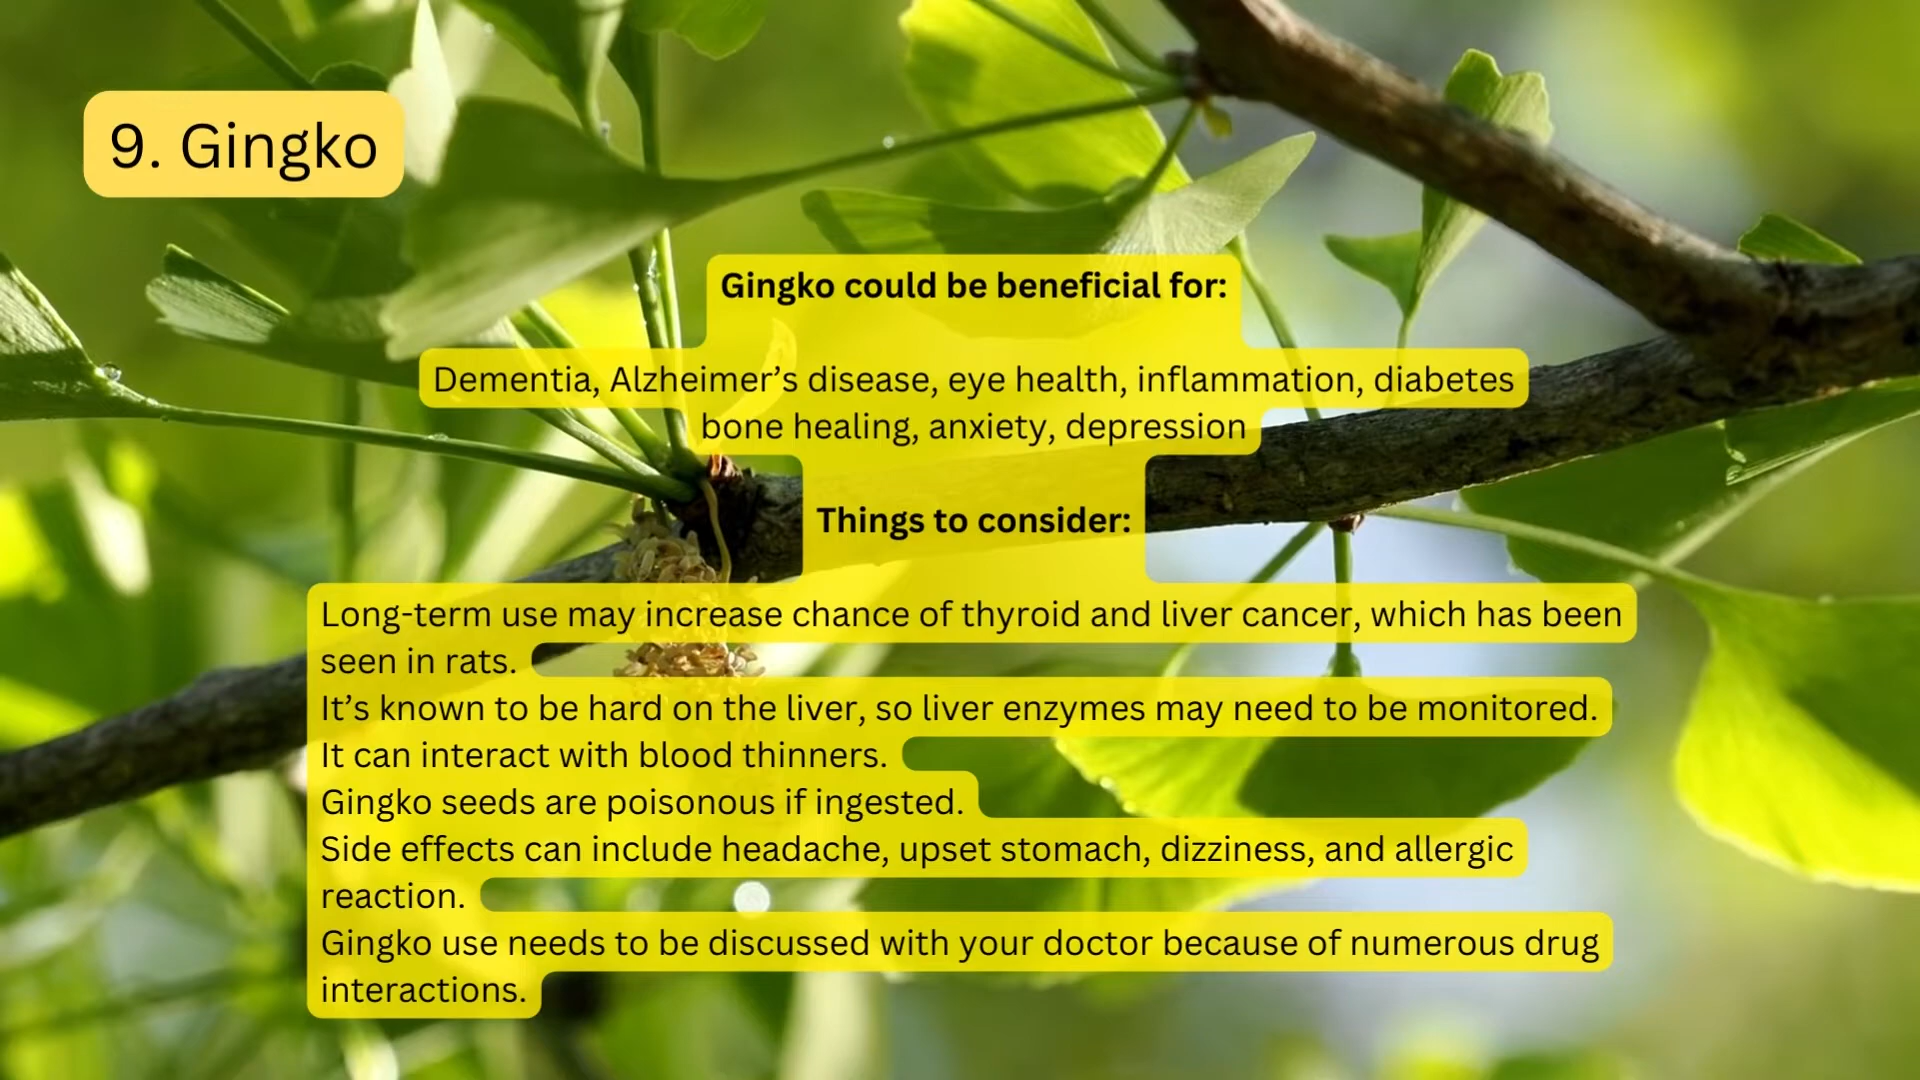 9. Gingko
Gingko could be beneficial for:
Dementia, Alzheimer’s disease, eye health, inflammation, diabetes
bone healing, anxiety, depression
Things to consider:
Long-term use may increase chance of thyroid and liver cancer, which has been
seen in rats.
It’s known to be hard on the liver, so liver enzymes may need to be monitored.
It can interact with blood thinners.
Gingko seeds are poisonous if ingested.
Side effects can include headache, upset stomach, dizziness, and allergic
reaction.
Gingko use needs to be discussed with your doctor because of numerous drug
interactions.